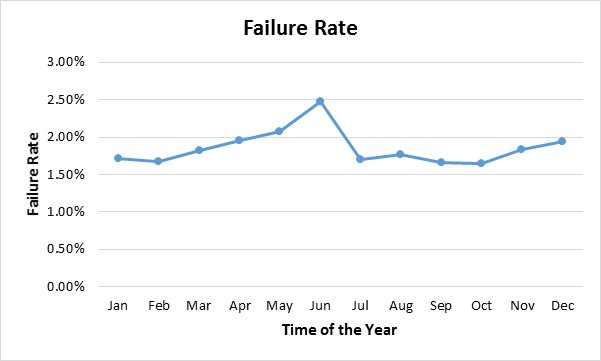 Failure Rate
3.00%
2.50%
2.00%
1.50%
1.00%
0.50%
0.00%
Failure Rate
Jan Feb Mar Apr May Jun Jul Aug Sep Oct Nov Dec
Time of the Year